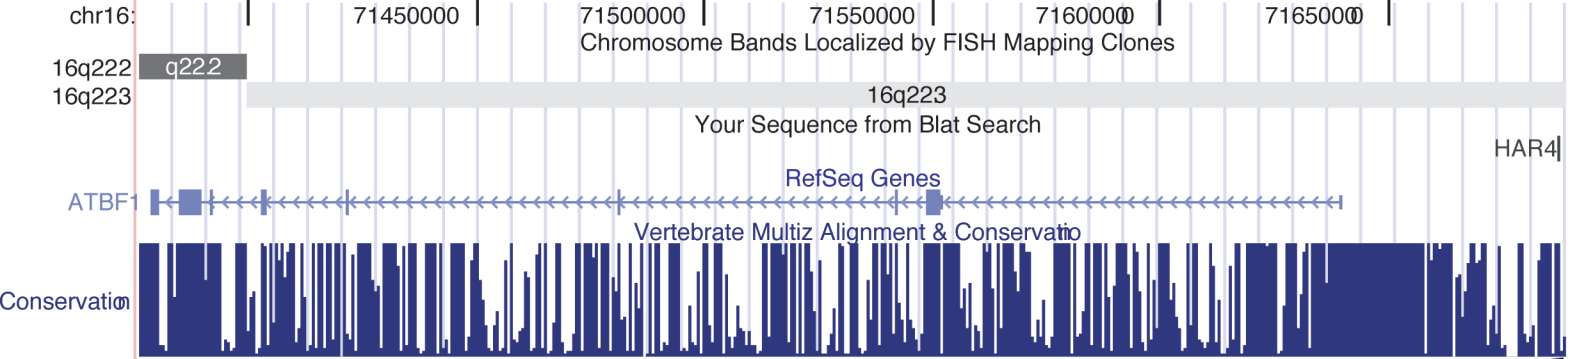 chr16: 71450000 71500000 71550000 71600000 71650000
Chromosome Bands Localized by FISH Mapping Clones
16q222 q22.2
16q223 16q223
Your Sequence from Blat Search
HAR4
RefSeq Genes
ATBF1
Vertebrate Multiz Alignment & Conservation
Conservation